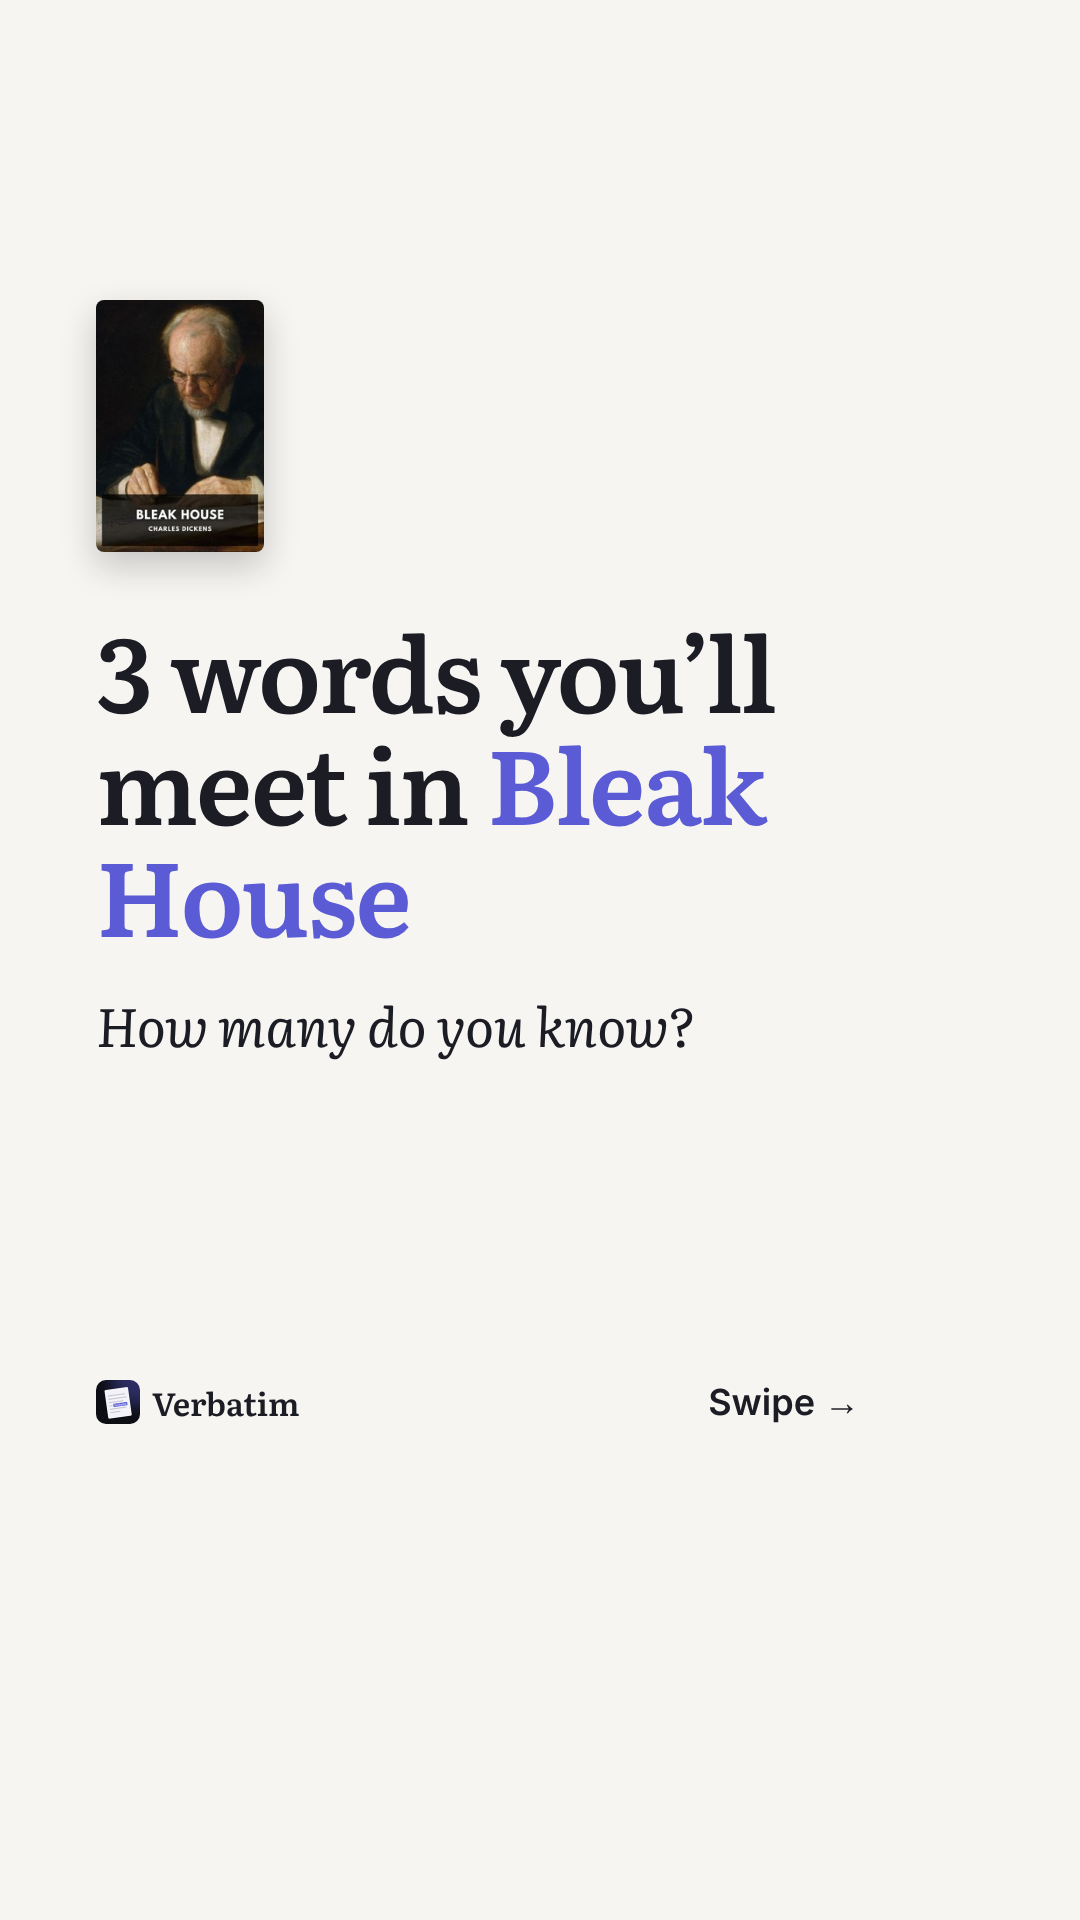 BLEAK HOUSE
CHARLES DICKENS
3 words you’ll
meet in Bleak
House
How many do you know?
Verbatim
Swipe →